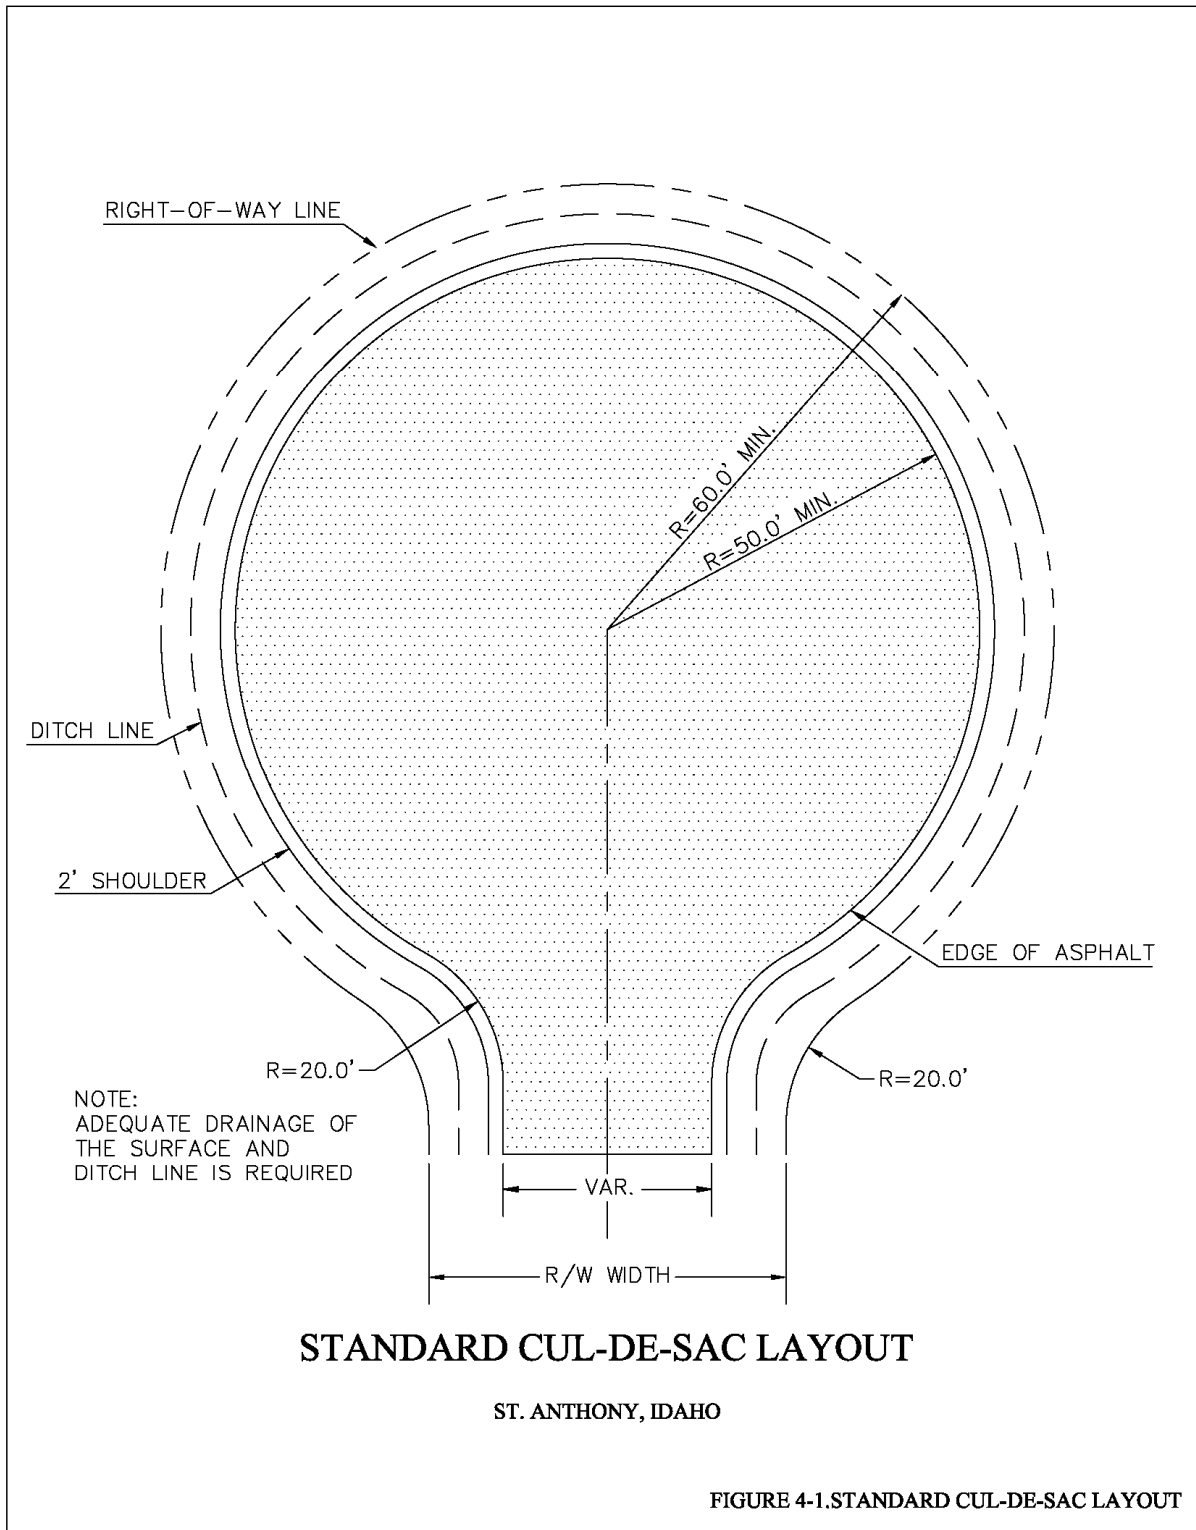 RIGHT-OF-WAY LINE
R=60.0' MIN.
R=50.0' MIN.
DITCH LINE
2' SHOULDER
EDGE OF ASPHALT
R=20.0'
R=20.0'
NOTE:
ADEQUATE DRAINAGE OF
THE SURFACE AND
DITCH LINE IS REQUIRED
VAR.
R/W WIDTH
STANDARD CUL-DE-SAC LAYOUT
ST. ANTHONY, IDAHO
FIGURE 4-1.STANDARD CUL-DE-SAC LAYOUT